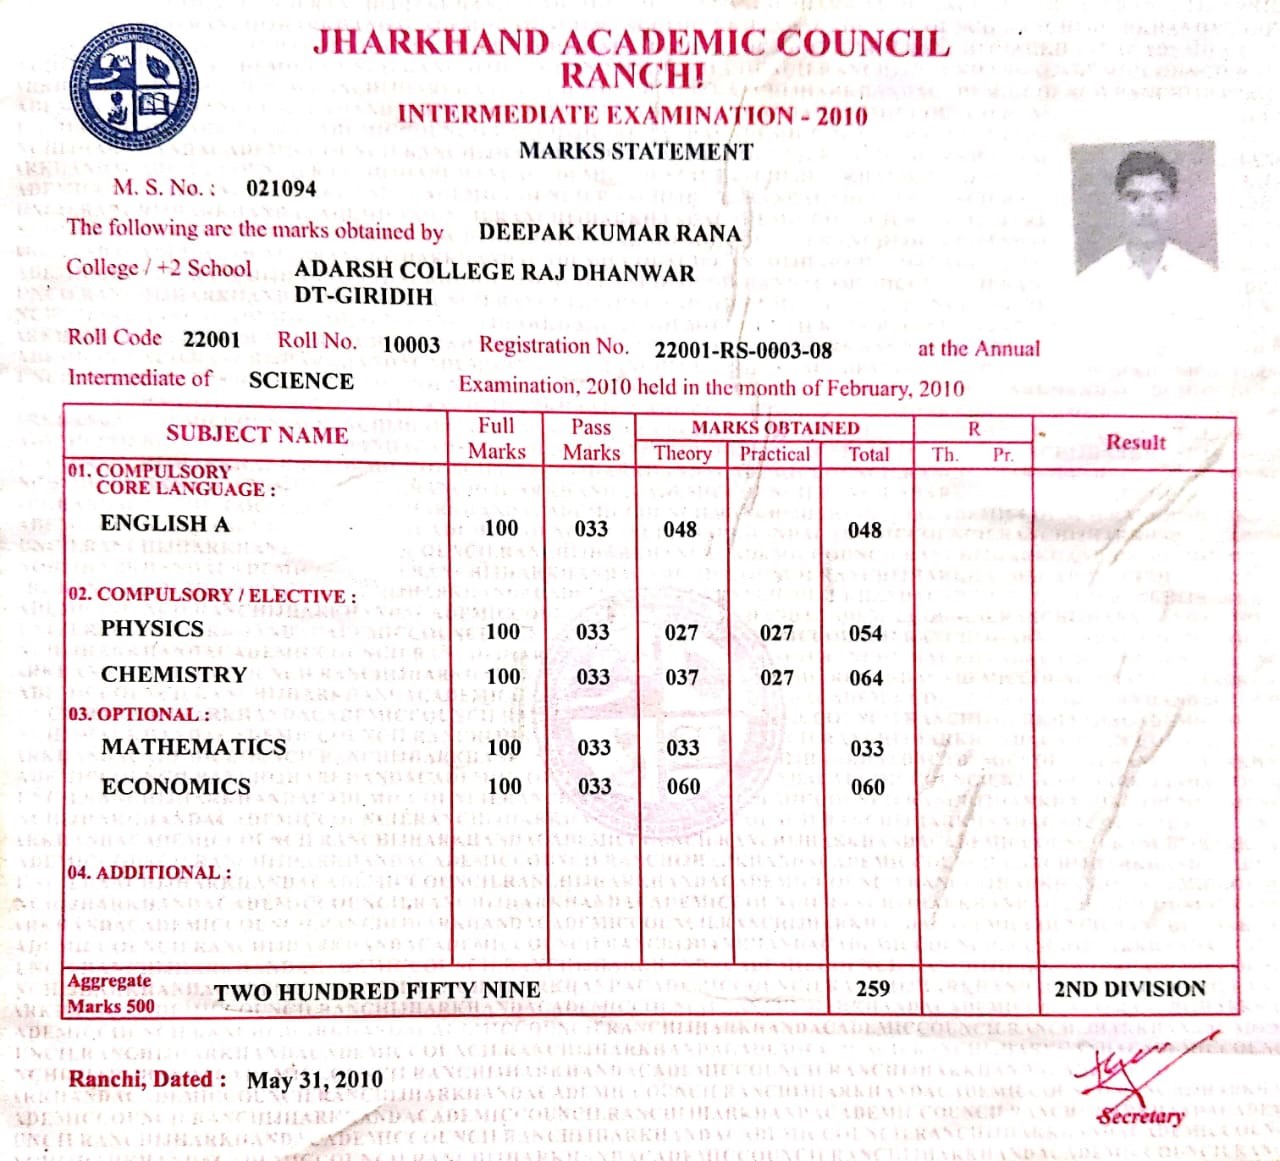 JHARKHAND ACADEMIC COUNCIL
RANCHI
INTERMEDIATE EXAMINATION - 2010
MARKS STATEMENT
M. S. No. : 021094
The following are the marks obtained by DEEPAK KUMAR RANA
College / +2 School ADARSH COLLEGE RAJ DHANWAR
DT-GIRIDIH
Roll Code 22001 Roll No. 10003 Registration No. 22001-RS-0003-08 at the Annual
Intermediate of SCIENCE Examination, 2010 held in the month of February, 2010
SUBJECT NAME Full Marks Pass Marks MARKS OBTAINED R Result
Theory Practical Total Th. Pr.
01. COMPULSORY
CORE LANGUAGE :
ENGLISH A 100 033 048 048
02. COMPULSORY / ELECTIVE :
PHYSICS 100 033 027 027 054
CHEMISTRY 100 033 037 027 064
03. OPTIONAL :
MATHEMATICS 100 033 033 033
ECONOMICS 100 033 060 060
04. ADDITIONAL :
Aggregate
Marks 500 TWO HUNDRED FIFTY NINE 259 2ND DIVISION
Ranchi, Dated : May 31, 2010
Secretary